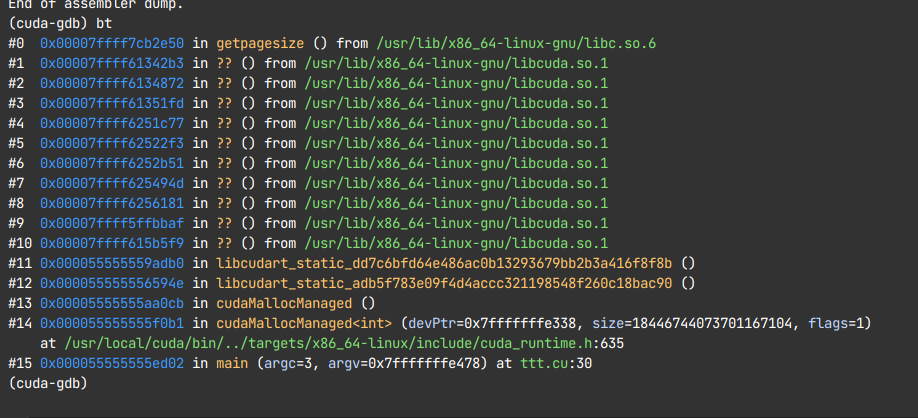 End of assembler dump.
(cuda-gdb) bt
#0  0x00007ffff7cb2e50 in getpagesize () from /usr/lib/x86_64-linux-gnu/libc.so.6
#1  0x00007ffff61342b3 in ?? () from /usr/lib/x86_64-linux-gnu/libcuda.so.1
#2  0x00007ffff6134872 in ?? () from /usr/lib/x86_64-linux-gnu/libcuda.so.1
#3  0x00007ffff61351fd in ?? () from /usr/lib/x86_64-linux-gnu/libcuda.so.1
#4  0x00007ffff6251c77 in ?? () from /usr/lib/x86_64-linux-gnu/libcuda.so.1
#5  0x00007ffff62522f3 in ?? () from /usr/lib/x86_64-linux-gnu/libcuda.so.1
#6  0x00007ffff6252b51 in ?? () from /usr/lib/x86_64-linux-gnu/libcuda.so.1
#7  0x00007ffff625494d in ?? () from /usr/lib/x86_64-linux-gnu/libcuda.so.1
#8  0x00007ffff6256181 in ?? () from /usr/lib/x86_64-linux-gnu/libcuda.so.1
#9  0x00007ffff5ffbbaf in ?? () from /usr/lib/x86_64-linux-gnu/libcuda.so.1
#10 0x00007ffff615b5f9 in ?? () from /usr/lib/x86_64-linux-gnu/libcuda.so.1
#11 0x000055555559adb0 in libcudart_static_dd7c6bfd64e486ac0b13293679bb2b3a416f8f8b ()
#12 0x000055555556594e in libcudart_static_adb5f783e09f4d4accc321198548f260c18bac90 ()
#13 0x00005555555aa0cb in cudaMallocManaged ()
#14 0x000055555555f0b1 in cudaMallocManaged<int> (devPtr=0x7fffffffe338, size=18446744073701167104, flags=1)
    at /usr/local/cuda/bin/../targets/x86_64-linux/include/cuda_runtime.h:635
#15 0x000055555555ed02 in main (argc=3, argv=0x7fffffffe478) at ttt.cu:30
(cuda-gdb)